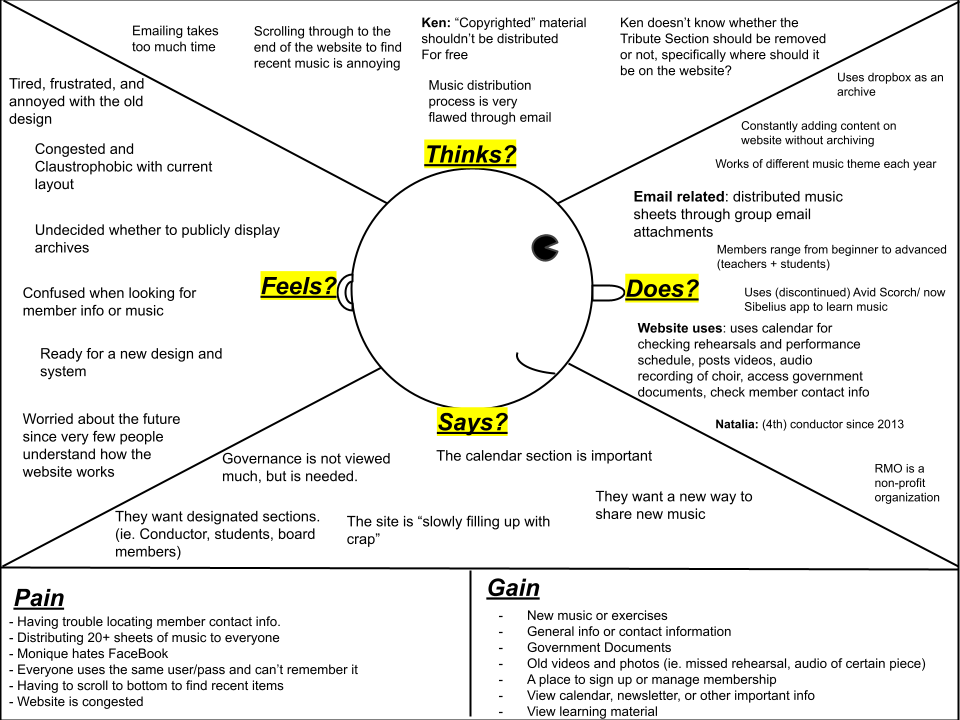 Emailing takes
too much time
Scrolling through to the
end of the website to find
recent music is annoying
Ken: “Copyrighted” material
shouldn’t be distributed
For free
Music distribution
process is very
flawed through email
Ken doesn’t know whether the
Tribute Section should be removed
or not, specifically where should it
be on the website?
Thinks?
Tired, frustrated, and
annoyed with the old
design
Congested and
Claustrophobic with current
layout
Undecided whether to publicly display
archives
Feels?
Confused when looking for
member info or music
Ready for a new design and
system
Worried about the future
since very few people
understand how the
website works
Uses dropbox as an
archive
Constantly adding content on
website without archiving
Works of different music theme each year
Email related: distributed music
sheets through group email
attachments
Members range from beginner to advanced
(teachers + students)
Does?
Uses (discontinued) Avid Scorch/ now
Sibelius app to learn music
Website uses: uses calendar for
checking rehearsals and performance
schedule, posts videos, audio
recording of choir, access government
documents, check member contact info
Natalia: (4th) conductor since 2013
RMO is a
non-profit
organization
Says?
Governance is not viewed
much, but is needed.
The calendar section is important
They want a new way to
share new music
They want designated sections.
(ie. Conductor, students, board
members)
The site is “slowly filling up with
crap”
Pain
- Having trouble locating member contact info.
- Distributing 20+ sheets of music to everyone
- Monique hates FaceBook
- Everyone uses the same user/pass and can’t remember it
- Having to scroll to bottom to find recent items
- Website is congested
Gain
- New music or exercises
- General info or contact information
- Government Documents
- Old videos and photos (ie. missed rehearsal, audio of certain piece)
- A place to sign up or manage membership
- View calendar, newsletter, or other important info
- View learning material